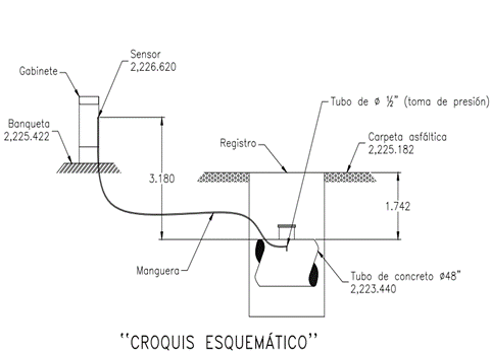 Sensor
2,226.620
Gabinete
Tubo de ø ½" (toma de presión)
Banqueta
2,225.422
Registro
Carpeta asfáltica
2,225.182
3.180
1.742
Manguera
Tubo de concreto ø48"
2,223.440
"CROQUIS ESQUEMÁTICO"